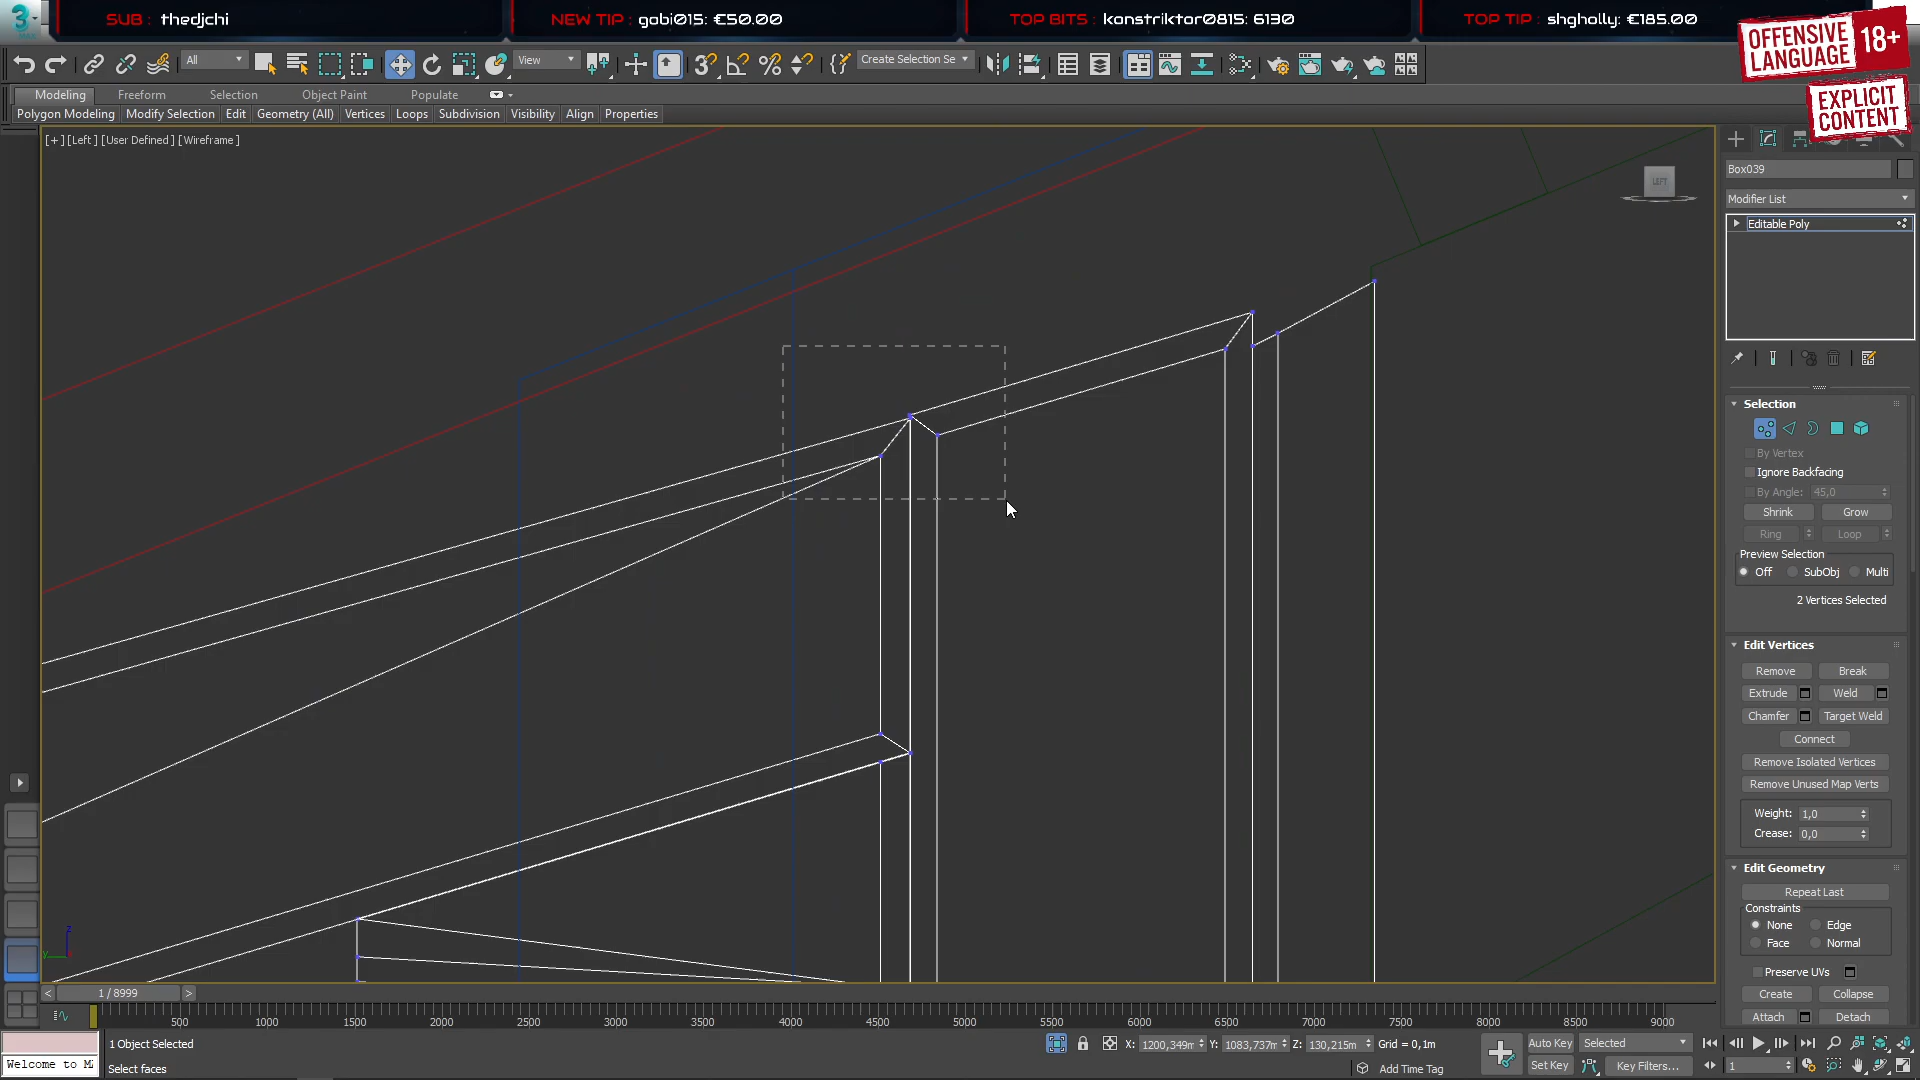 SUB : thedjchi
NEW TIP : gobi015: €50.00
TOP BITS : konstriktor0815: 6130
TOP TIP : shgholly: €185.00
OFFENSIVE LANGUAGE 18+
EXPLICIT CONTENT
3
MAX
All
View
Create Selection Se
Modeling
Freeform
Selection
Object Paint
Populate
Polygon Modeling
Modify Selection
Edit
Geometry (All)
Vertices
Loops
Subdivision
Visibility
Align
Properties
[+] [Left] [User Defined] [Wireframe]
LEFT
Box039
Modifier List
Editable Poly
Selection
By Vertex
Ignore Backfacing
By Angle: 45,0
Shrink
Grow
Ring
Loop
Preview Selection
Off
SubObj
Multi
2 Vertices Selected
Edit Vertices
Remove
Break
Extrude
Weld
Chamfer
Target Weld
Connect
Remove Isolated Vertices
Remove Unused Map Verts
Weight: 1,0
Crease: 0,0
Edit Geometry
Repeat Last
Constraints
None
Edge
Face
Normal
Preserve UVs
Create
Collapse
Attach
Detach
z
y
< 1 / 8999 >
500 1000 1500 2000 2500 3000 3500 4000 4500 5000 5500 6000 6500 7000 7500 8000 8500 9000
1 Object Selected
X: 1200,349m Y: 1083,737m Z: 130,215m Grid = 0,1m
Auto Key
Selected
Welcome to M
Select faces
Add Time Tag
Set Key
Key Filters...
1